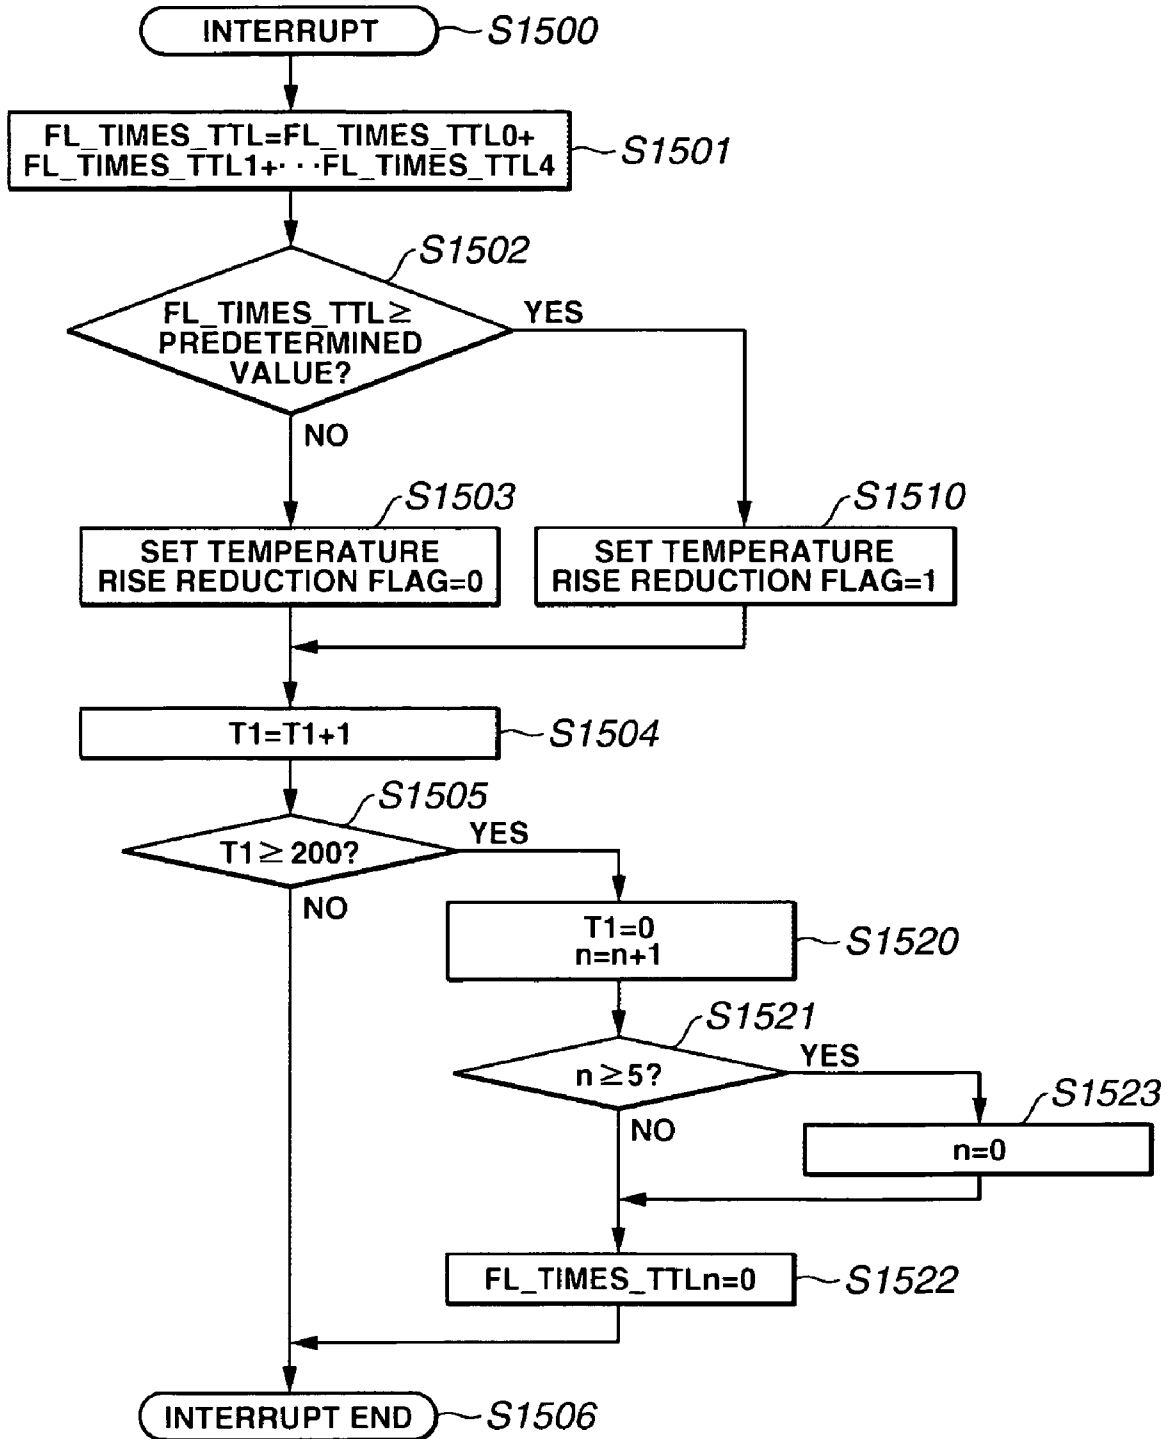 INTERRUPT
S1500
FL_TIMES_TTL=FL_TIMES_TTL0+
FL_TIMES_TTL1+···FL_TIMES_TTL4
S1501
S1502
FL_TIMES_TTL≧
PREDETERMINED
VALUE?
YES
NO
S1503
SET TEMPERATURE
RISE REDUCTION FLAG=0
S1510
SET TEMPERATURE
RISE REDUCTION FLAG=1
T1=T1+1
S1504
S1505
T1≧200?
YES
NO
T1=0
n=n+1
S1520
S1521
n≧5?
YES
NO
S1523
n=0
FL_TIMES_TTLn=0
S1522
INTERRUPT END
S1506